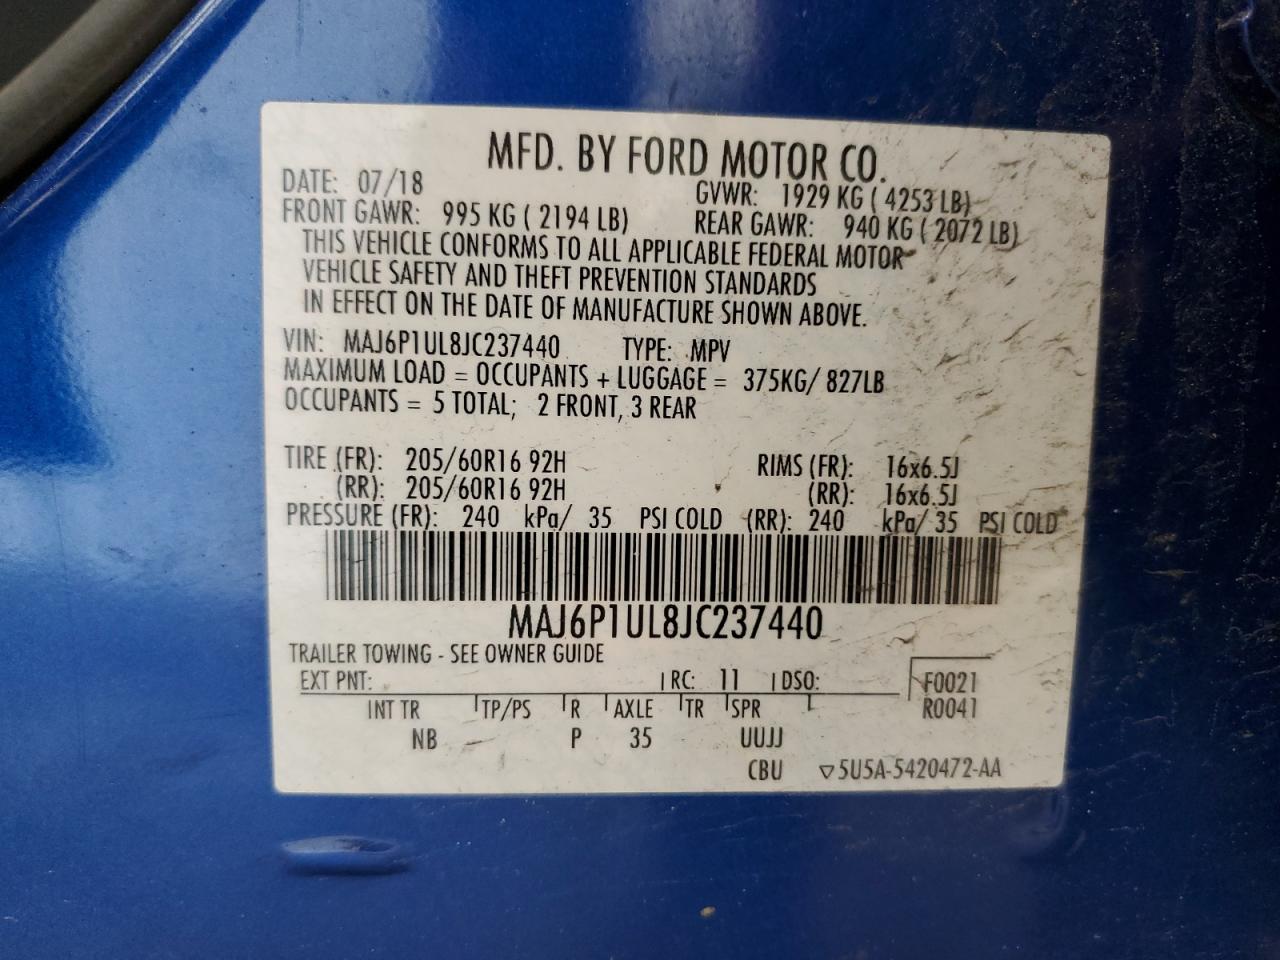 MFD. BY FORD MOTOR CO.
DATE: 07/18 GVWR: 1929 KG ( 4253 LB)
FRONT GAWR: 995 KG ( 2194 LB) REAR GAWR: 940 KG ( 2072 LB)
THIS VEHICLE CONFORMS TO ALL APPLICABLE FEDERAL MOTOR
VEHICLE SAFETY AND THEFT PREVENTION STANDARDS
IN EFFECT ON THE DATE OF MANUFACTURE SHOWN ABOVE.
VIN: MAJ6P1UL8JC237440 TYPE: MPV
MAXIMUM LOAD = OCCUPANTS + LUGGAGE = 375KG/ 827LB
OCCUPANTS = 5 TOTAL; 2 FRONT, 3 REAR
TIRE (FR): 205/60R16 92H RIMS (FR): 16x6.5J
(RR): 205/60R16 92H (RR): 16x6.5J
PRESSURE (FR): 240 kPa/ 35 PSI COLD (RR): 240 kPa/ 35 PSI COLD
MAJ6P1UL8JC237440
TRAILER TOWING - SEE OWNER GUIDE
EXT PNT: RC: 11 DSO: F0021
INT TR TP/PS R AXLE TR SPR R0041
NB P 35 UUJJ
CBU ▽5U5A-5420472-AA